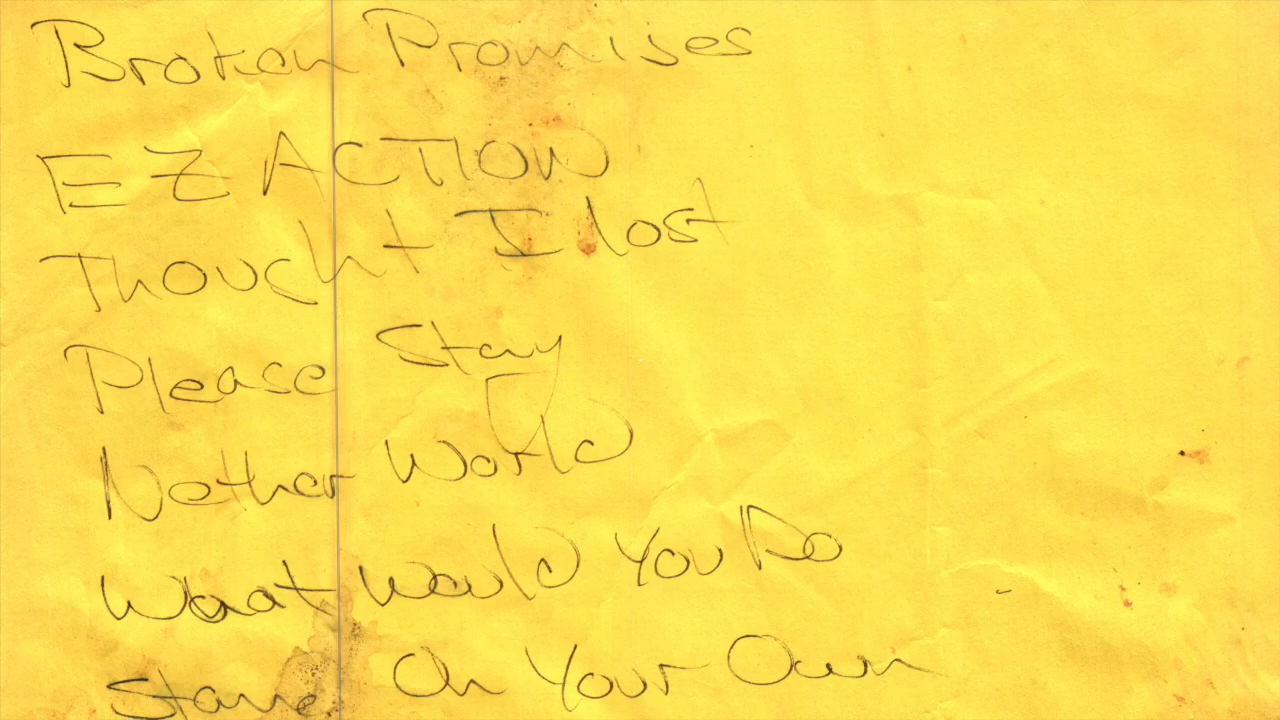 Broken Promises
EZ ACTION
Thought I lost
Please Stay
Nether World
What Would You Do
Stand On Your Own